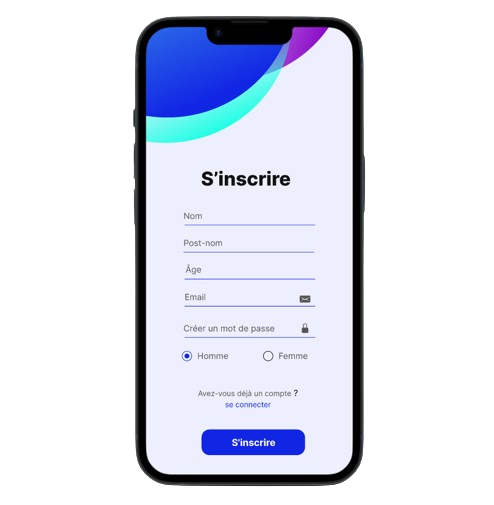 S’inscrire
Nom
Post-nom
Âge
Email
Créer un mot de passe
Homme Femme
Avez-vous déjà un compte ?
se connecter
S'inscrire